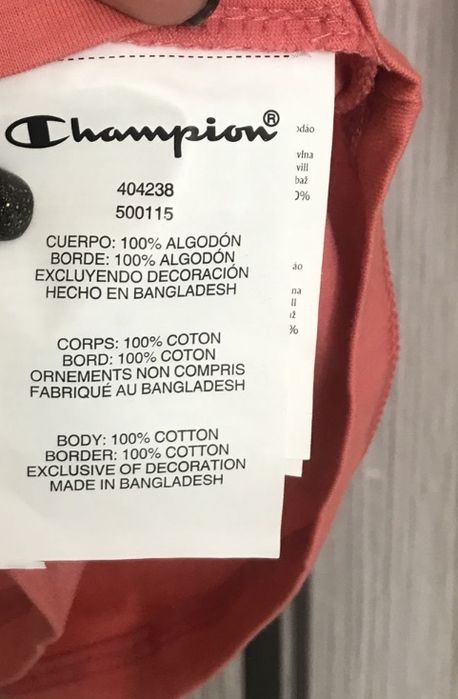 Champion®
404238
500115
CUERPO: 100% ALGODÓN
BORDE: 100% ALGODÓN
EXCLUYENDO DECORACIÓN
HECHO EN BANGLADESH
CORPS: 100% COTON
BORD: 100% COTON
ORNEMENTS NON COMPRIS
FABRIQUÉ AU BANGLADESH
BODY: 100% COTTON
BORDER: 100% COTTON
EXCLUSIVE OF DECORATION
MADE IN BANGLADESH
vlna
vill